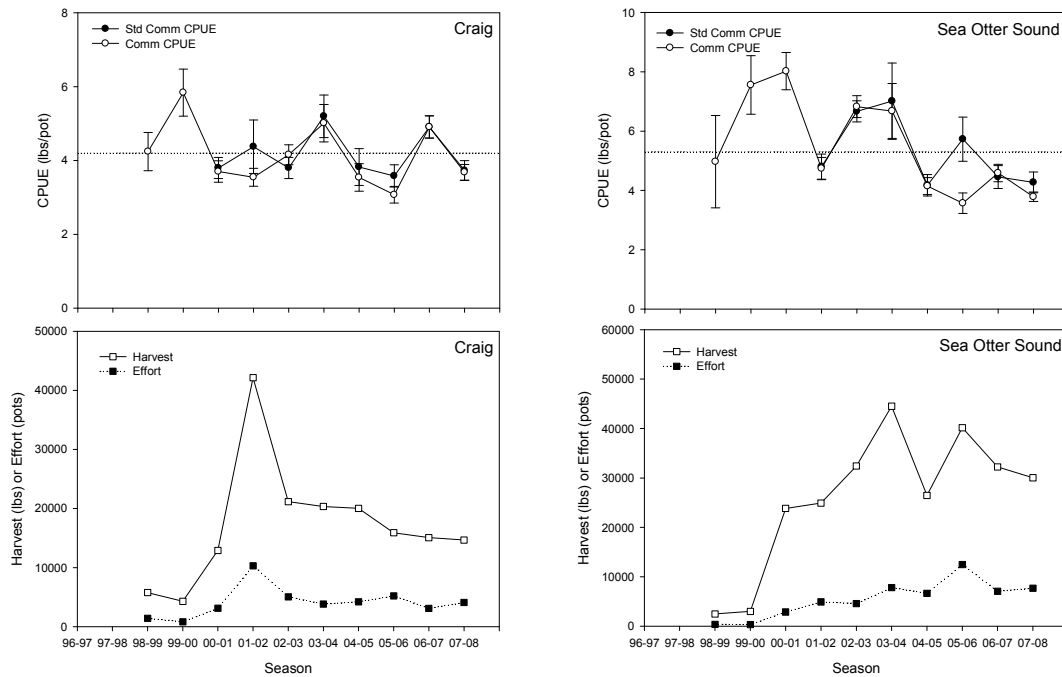 Craig
Std Comm CPUE
Comm CPUE
CPUE (lbs/pot)
8
6
4
2
0
Sea Otter Sound
Std Comm CPUE
Comm CPUE
CPUE (lbs/pot)
10
8
6
4
2
0
Craig
Harvest
Effort
Harvest (lbs) or Effort (pots)
50000
40000
30000
20000
10000
0
96-97 97-98 98-99 99-00 00-01 01-02 02-03 03-04 04-05 05-06 06-07 07-08
Season
Sea Otter Sound
Harvest
Effort
Harvest (lbs) or Effort (pots)
60000
50000
40000
30000
20000
10000
0
96-97 97-98 98-99 99-00 00-01 01-02 02-03 03-04 04-05 05-06 06-07 07-08
Season